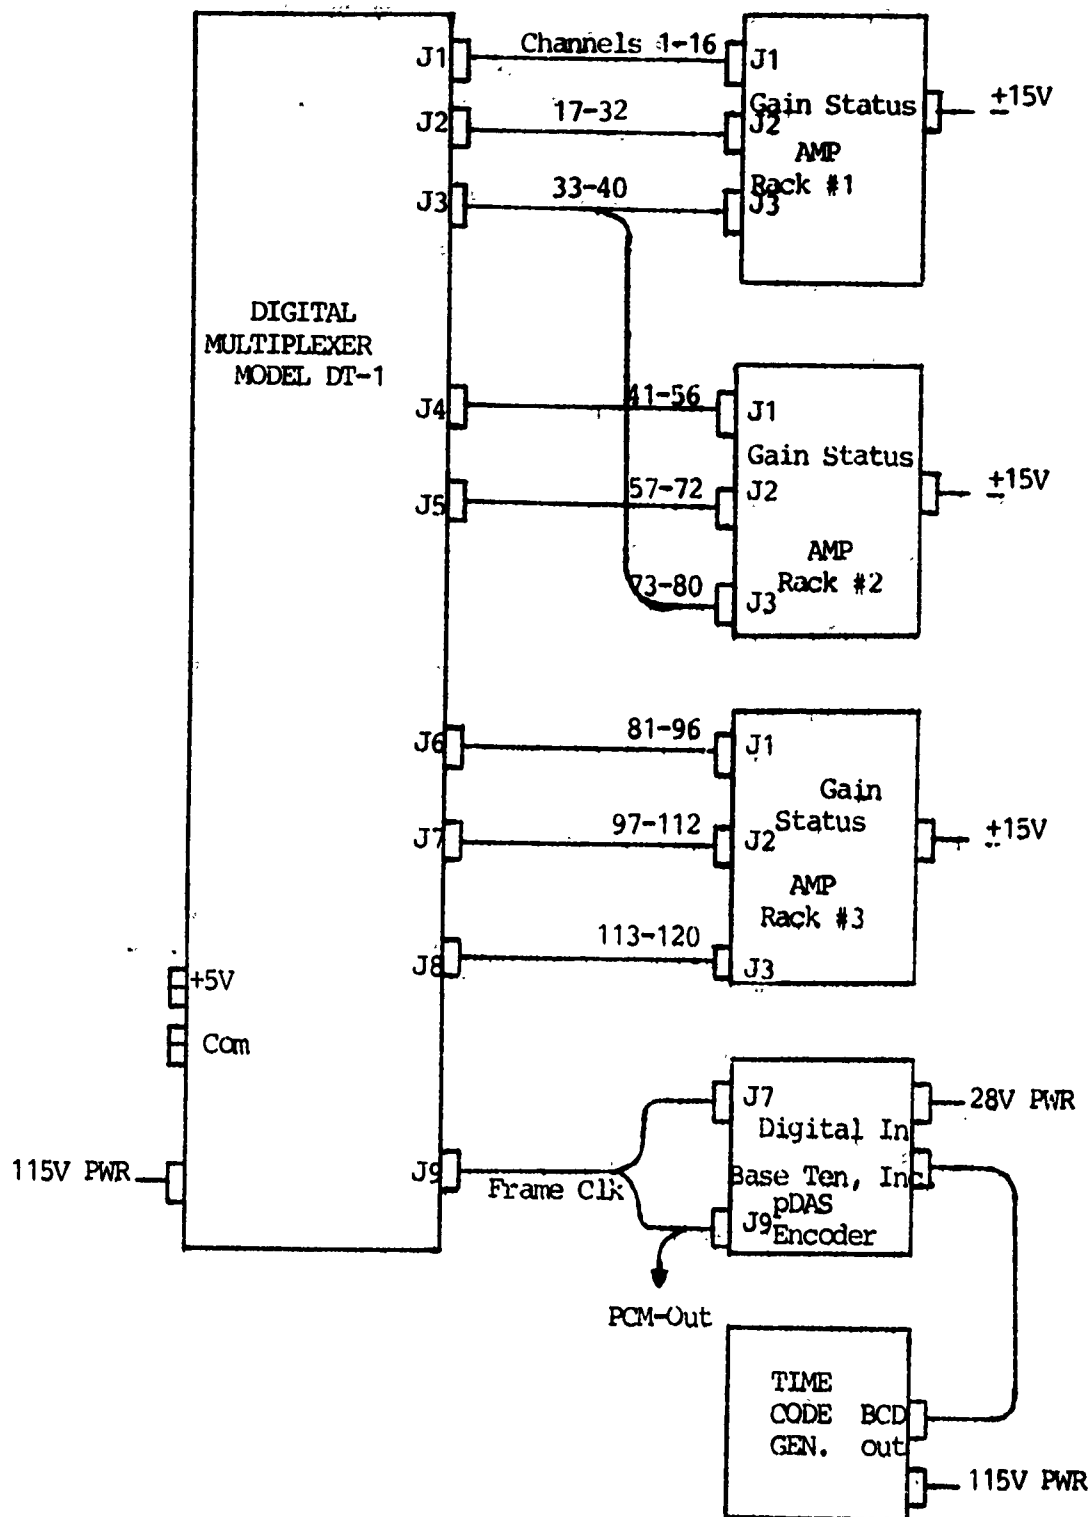 J1 Channels 1-16 J1
Gain Status +15V
J2 17-32 J2
AMP
Rack #1
J3 33-40 J3
DIGITAL
MULTIPLEXER
MODEL DT-1
J4 41-56 J1
Gain Status
J5 57-72 J2 +15V
AMP
Rack #2
73-80 J3
J6 81-96 J1
Gain
Status
J7 97-112 J2 +15V
AMP
Rack #3
J8 113-120 J3
+5V
Com
J7 28V PWR
Digital In
115V PWR J9 Frame Clk
Base Ten, Inc.
pDAS
J9 Encoder
PCM-Out
TIME
CODE BCD
GEN. out
115V PWR